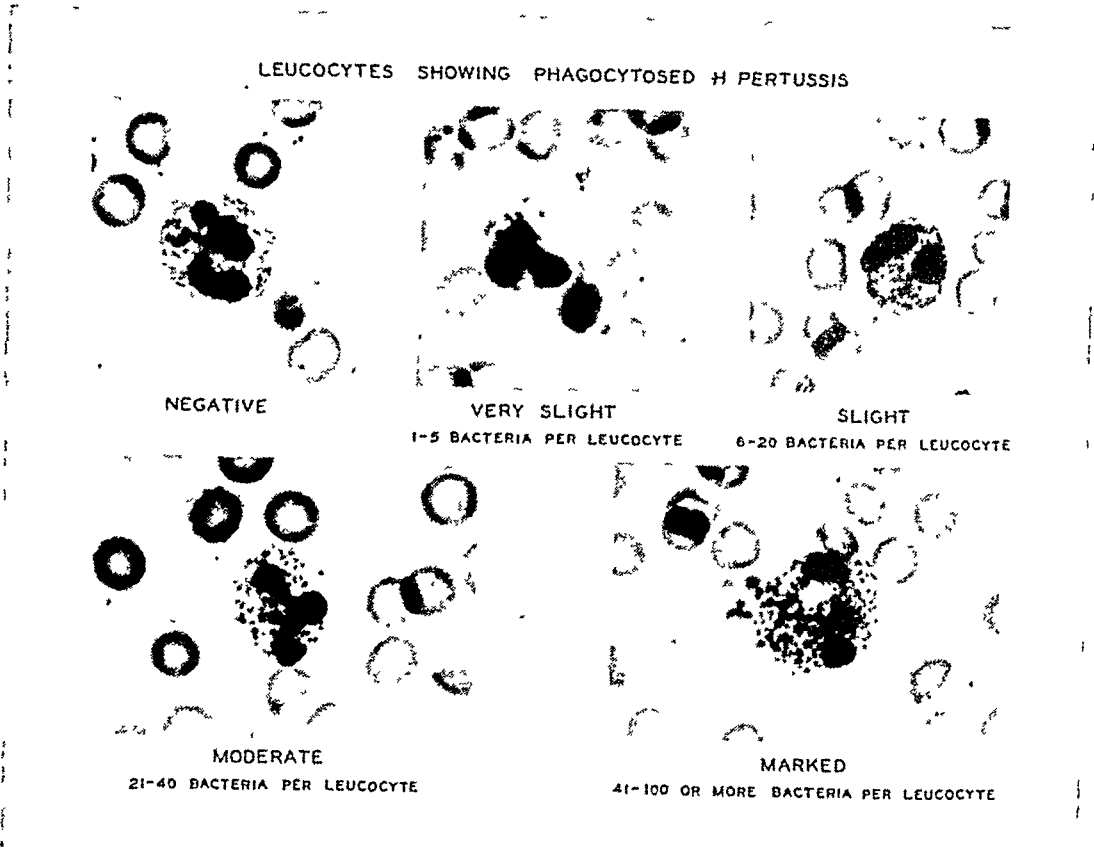 LEUCOCYTES SHOWING PHAGOCYTOSED H PERTUSSIS
NEGATIVE
VERY SLIGHT
1-5 BACTERIA PER LEUCOCYTE
SLIGHT
6-20 BACTERIA PER LEUCOCYTE
MODERATE
21-40 BACTERIA PER LEUCOCYTE
MARKED
41-100 OR MORE BACTERIA PER LEUCOCYTE